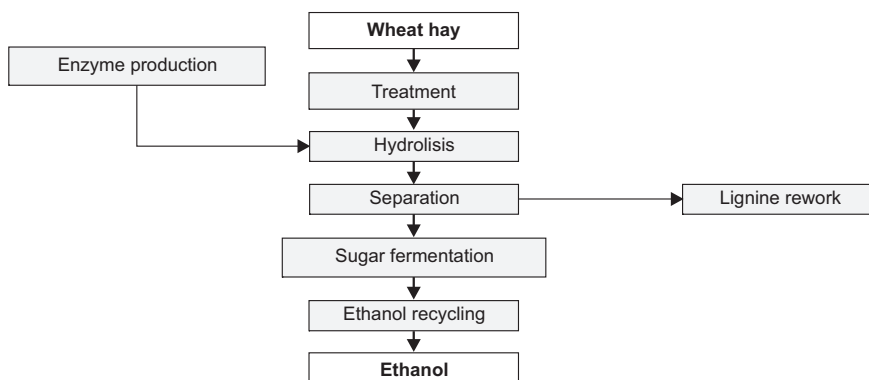 Wheat hay
Enzyme production
Treatment
Hydrolisis
Separation
Lignine rework
Sugar fermentation
Ethanol recycling
Ethanol